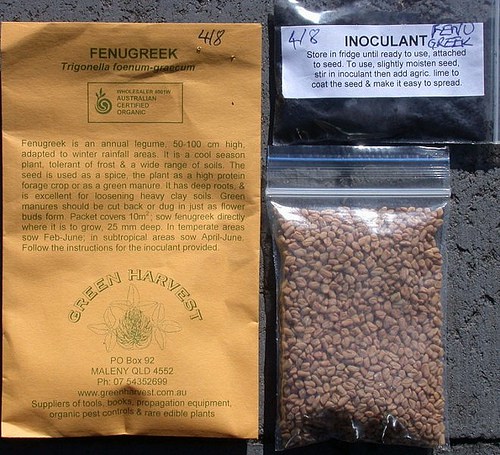 4/8
FENUGREEK
Trigonella foenum-graecum
WHOLESALER 6061W
AUSTRALIAN
CERTIFIED
ORGANIC
Fenugreek is an annual legume, 50-100 cm high,
adapted to winter rainfall areas. It is a cool season
plant, tolerant of frost & a wide range of soils. The
seed is used as a spice, the plant as a high protein
forage crop or as a green manure. It has deep roots, &
is excellent for loosening heavy clay soils. Green
manures should be cut back or dug in just as flower
buds form. Packet covers 10m²; sow fenugreek directly
where it is to grow, 25 mm deep. In temperate areas
sow Feb-June; in subtropical areas sow April-June.
Follow the instructions for the inoculant provided.
GREEN HARVEST
PO Box 92
MALENY QLD 4552
Ph: 07 54352699
www.greenharvest.com.au
Suppliers of tools, books, propagation equipment,
organic pest controls & rare edible plants
4/8 INOCULANT FENU
GREEK
Store in fridge until ready to use, attached
to seed. To use, slightly moisten seed,
stir in inoculant then add agric. lime to
coat the seed & make it easy to spread.